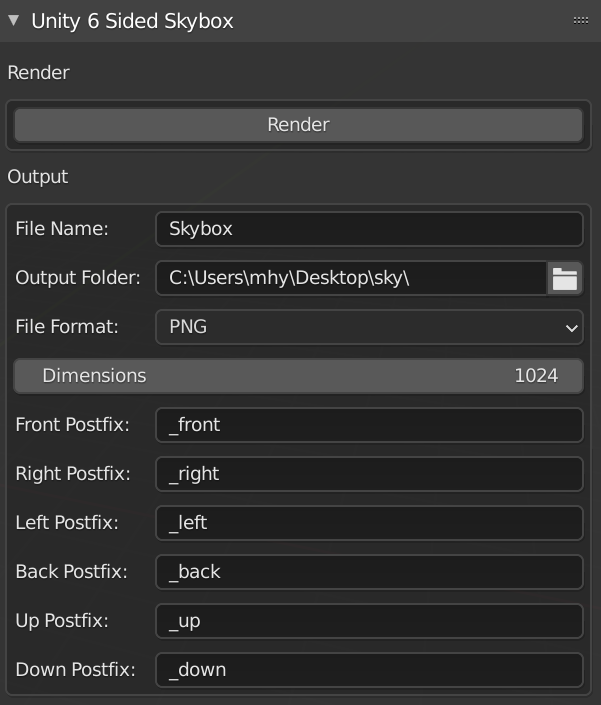 Unity 6 Sided Skybox
Render
Render
Output
File Name: Skybox
Output Folder: C:\Users\mhy\Desktop\sky\
File Format: PNG
Dimensions 1024
Front Postfix: _front
Right Postfix: _right
Left Postfix: _left
Back Postfix: _back
Up Postfix: _up
Down Postfix: _down